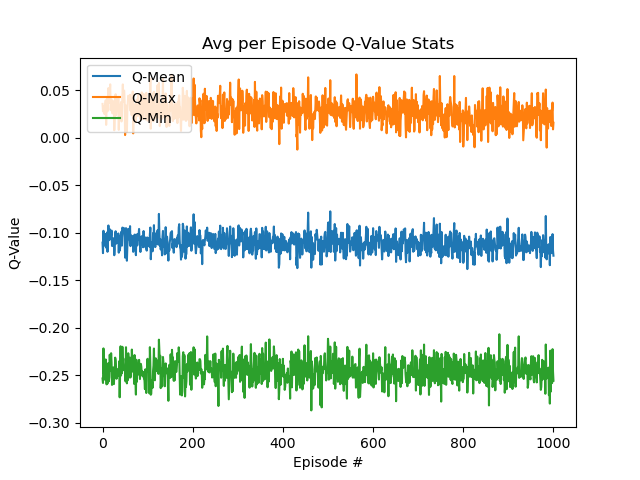 Avg per Episode Q-Value Stats
Q-Mean
Q-Max
Q-Min
0.05
0.00
−0.05
−0.10
−0.15
−0.20
−0.25
−0.30
Q-Value
0 200 400 600 800 1000
Episode #